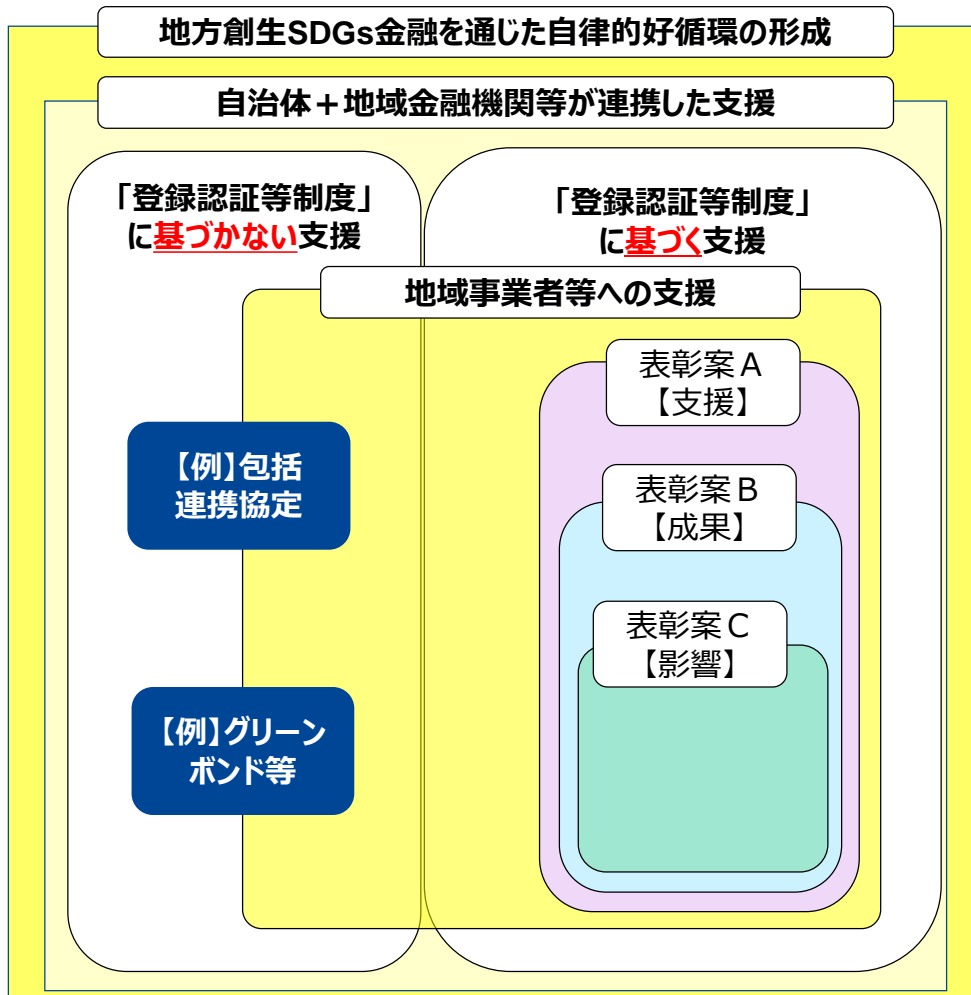 地方創生SDGs金融を通じた自律的好循環の形成
自治体＋地域金融機関等が連携した支援
「登録認証等制度」
に基づかない支援
「登録認証等制度」
に基づく支援
地域事業者等への支援
表彰案Ａ
【支援】
【例】包括
連携協定
表彰案Ｂ
【成果】
表彰案Ｃ
【影響】
【例】グリーン
ボンド等